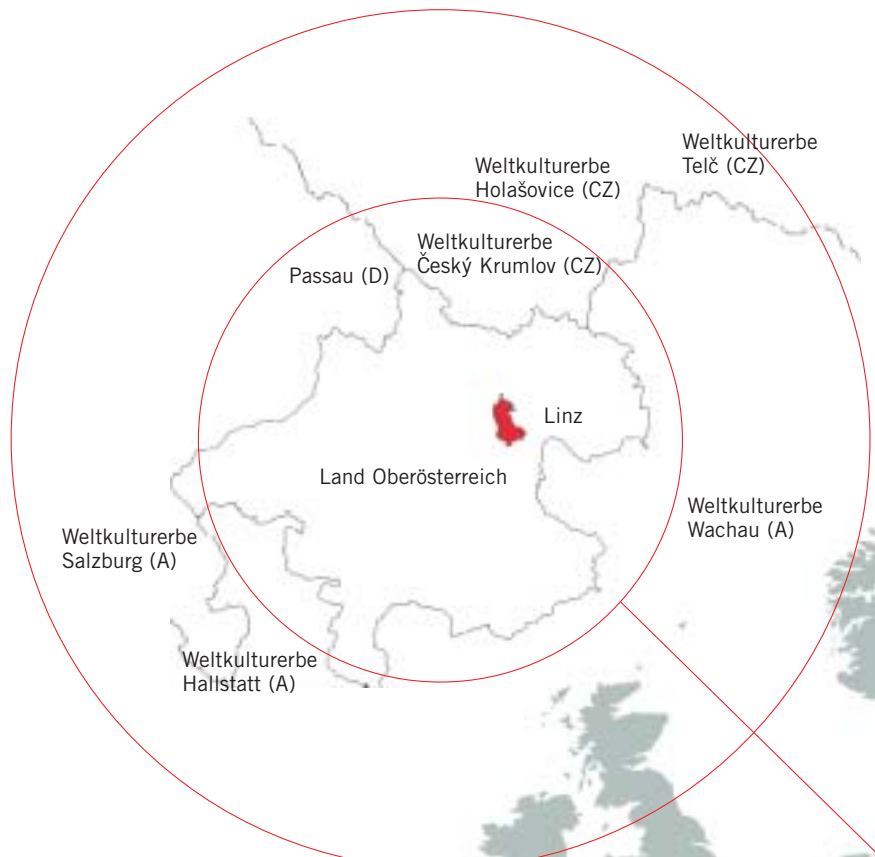 Weltkulturerbe
Telč (CZ)
Weltkulturerbe
Holašovice (CZ)
Weltkulturerbe
Český Krumlov (CZ)
Passau (D)
Linz
Land Oberösterreich
Weltkulturerbe
Wachau (A)
Weltkulturerbe
Salzburg (A)
Weltkulturerbe
Hallstatt (A)